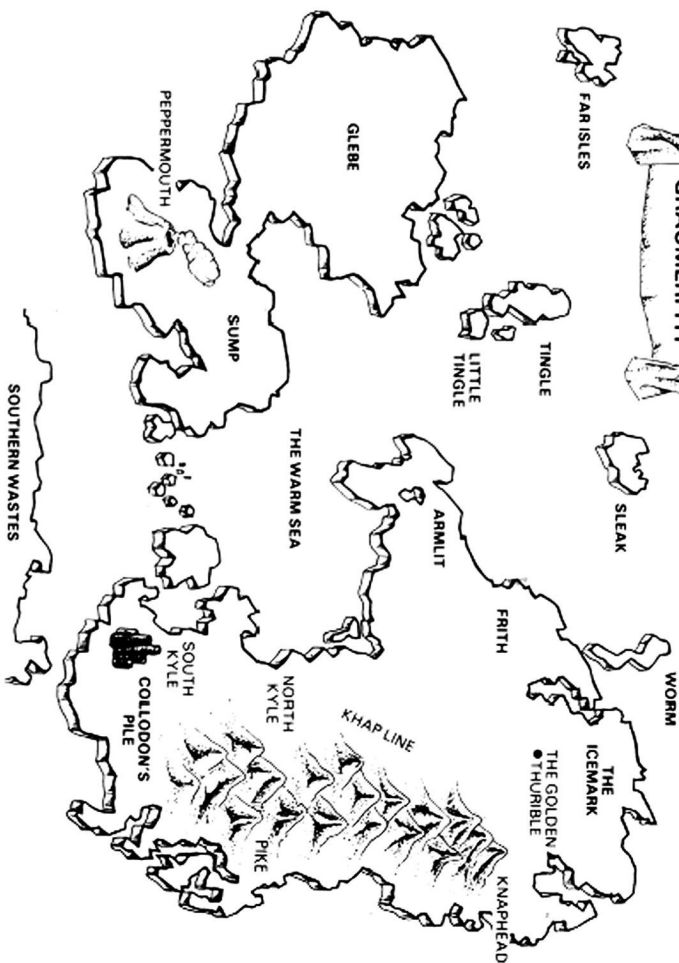 WORM
SLEAK
THE
ICEMARK
FAR ISLES
TINGLE
THE GOLDEN
THURIBLE
FRITH
KNAPHEAD
LITTLE
TINGLE
ARMLIT
KHAP LINE
GLEBE
THE WARM SEA
NORTH
KYLE
PIKE
SUMP
SOUTH
KYLE
PEPPERMOUTH
COLLODON'S
PILE
SOUTHERN WASTES